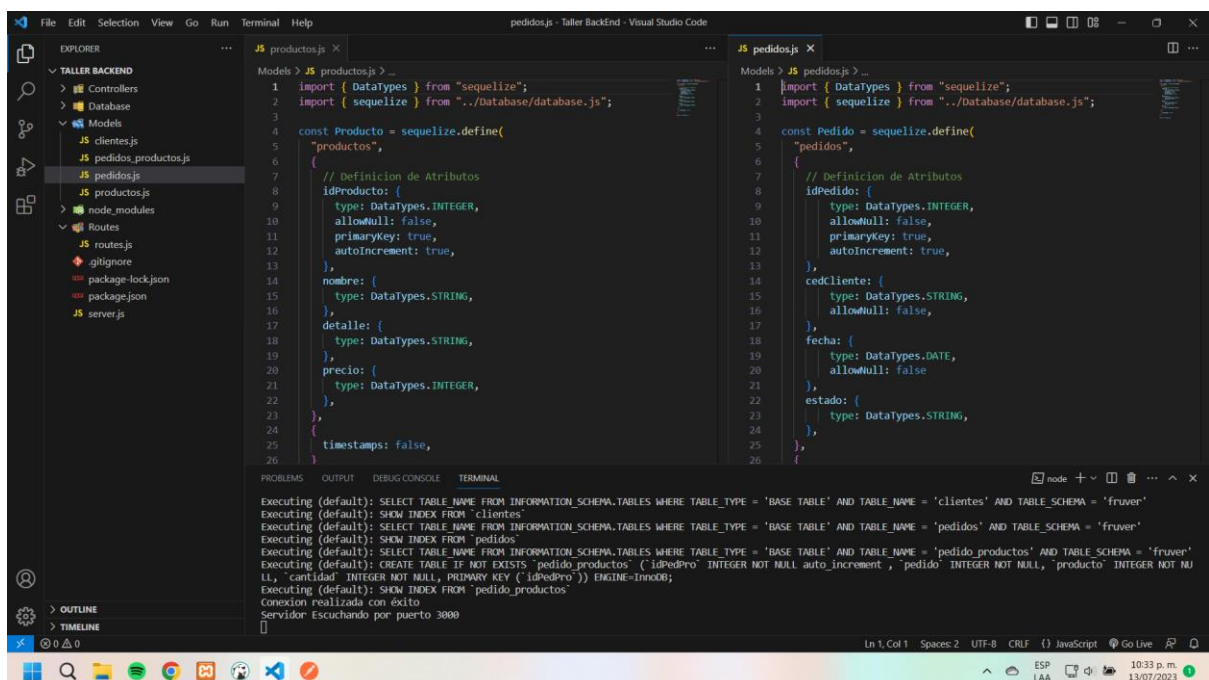 File Edit Selection View Go Run Terminal Help
pedidos.js - Taller BackEnd - Visual Studio Code
EXPLORER
TALLER BACKEND
Controllers
Database
Models
JS clientes.js
JS pedidos_productos.js
JS pedidos.js
JS productos.js
node_modules
Routes
JS routes.js
.gitignore
package-lock.json
package.json
JS server.js
OUTLINE
TIMELINE
JS productos.js
Models > JS productos.js > ...
1 import { DataTypes } from "sequelize";
2 import { sequelize } from "../Database/database.js";
3
4 const Producto = sequelize.define(
5 "productos",
6 {
7 // Definicion de Atributos
8 idProducto: {
9 type: DataTypes.INTEGER,
10 allowNull: false,
11 primaryKey: true,
12 autoIncrement: true,
13 },
14 nombre: {
15 type: DataTypes.STRING,
16 },
17 detalle: {
18 type: DataTypes.STRING,
19 },
20 precio: {
21 type: DataTypes.INTEGER,
22 },
23 },
24 {
25 timestamps: false,
26 }
JS pedidos.js
Models > JS pedidos.js > ...
1 import { DataTypes } from "sequelize";
2 import { sequelize } from "../Database/database.js";
3
4 const Pedido = sequelize.define(
5 "pedidos",
6 {
7 // Definicion de Atributos
8 idPedido: {
9 type: DataTypes.INTEGER,
10 allowNull: false,
11 primaryKey: true,
12 autoIncrement: true,
13 },
14 cedCliente: {
15 type: DataTypes.STRING,
16 allowNull: false,
17 },
18 fecha: {
19 type: DataTypes.DATE,
20 allowNull: false
21 },
22 estado: {
23 type: DataTypes.STRING,
24 },
25 },
26 {
PROBLEMS OUTPUT DEBUG CONSOLE TERMINAL
node
Executing (default): SELECT TABLE_NAME FROM INFORMATION_SCHEMA.TABLES WHERE TABLE_TYPE = 'BASE TABLE' AND TABLE_NAME = 'clientes' AND TABLE_SCHEMA = 'fruver'
Executing (default): SHOW INDEX FROM `clientes`
Executing (default): SELECT TABLE_NAME FROM INFORMATION_SCHEMA.TABLES WHERE TABLE_TYPE = 'BASE TABLE' AND TABLE_NAME = 'pedidos' AND TABLE_SCHEMA = 'fruver'
Executing (default): SHOW INDEX FROM `pedidos`
Executing (default): SELECT TABLE_NAME FROM INFORMATION_SCHEMA.TABLES WHERE TABLE_TYPE = 'BASE TABLE' AND TABLE_NAME = 'pedido_productos' AND TABLE_SCHEMA = 'fruver'
Executing (default): CREATE TABLE IF NOT EXISTS `pedido_productos` (`idPedPro` INTEGER NOT NULL auto_increment , `pedido` INTEGER NOT NULL, `producto` INTEGER NOT NU
LL, `cantidad` INTEGER NOT NULL, PRIMARY KEY (`idPedPro`)) ENGINE=InnoDB;
Executing (default): SHOW INDEX FROM `pedido_productos`
Conexion realizada con éxito
Servidor Escuchando por puerto 3000
0 0
Ln 1, Col 1 Spaces: 2 UTF-8 CRLF {} JavaScript Go Live
ESP
LAA
10:33 p. m.
13/07/2023